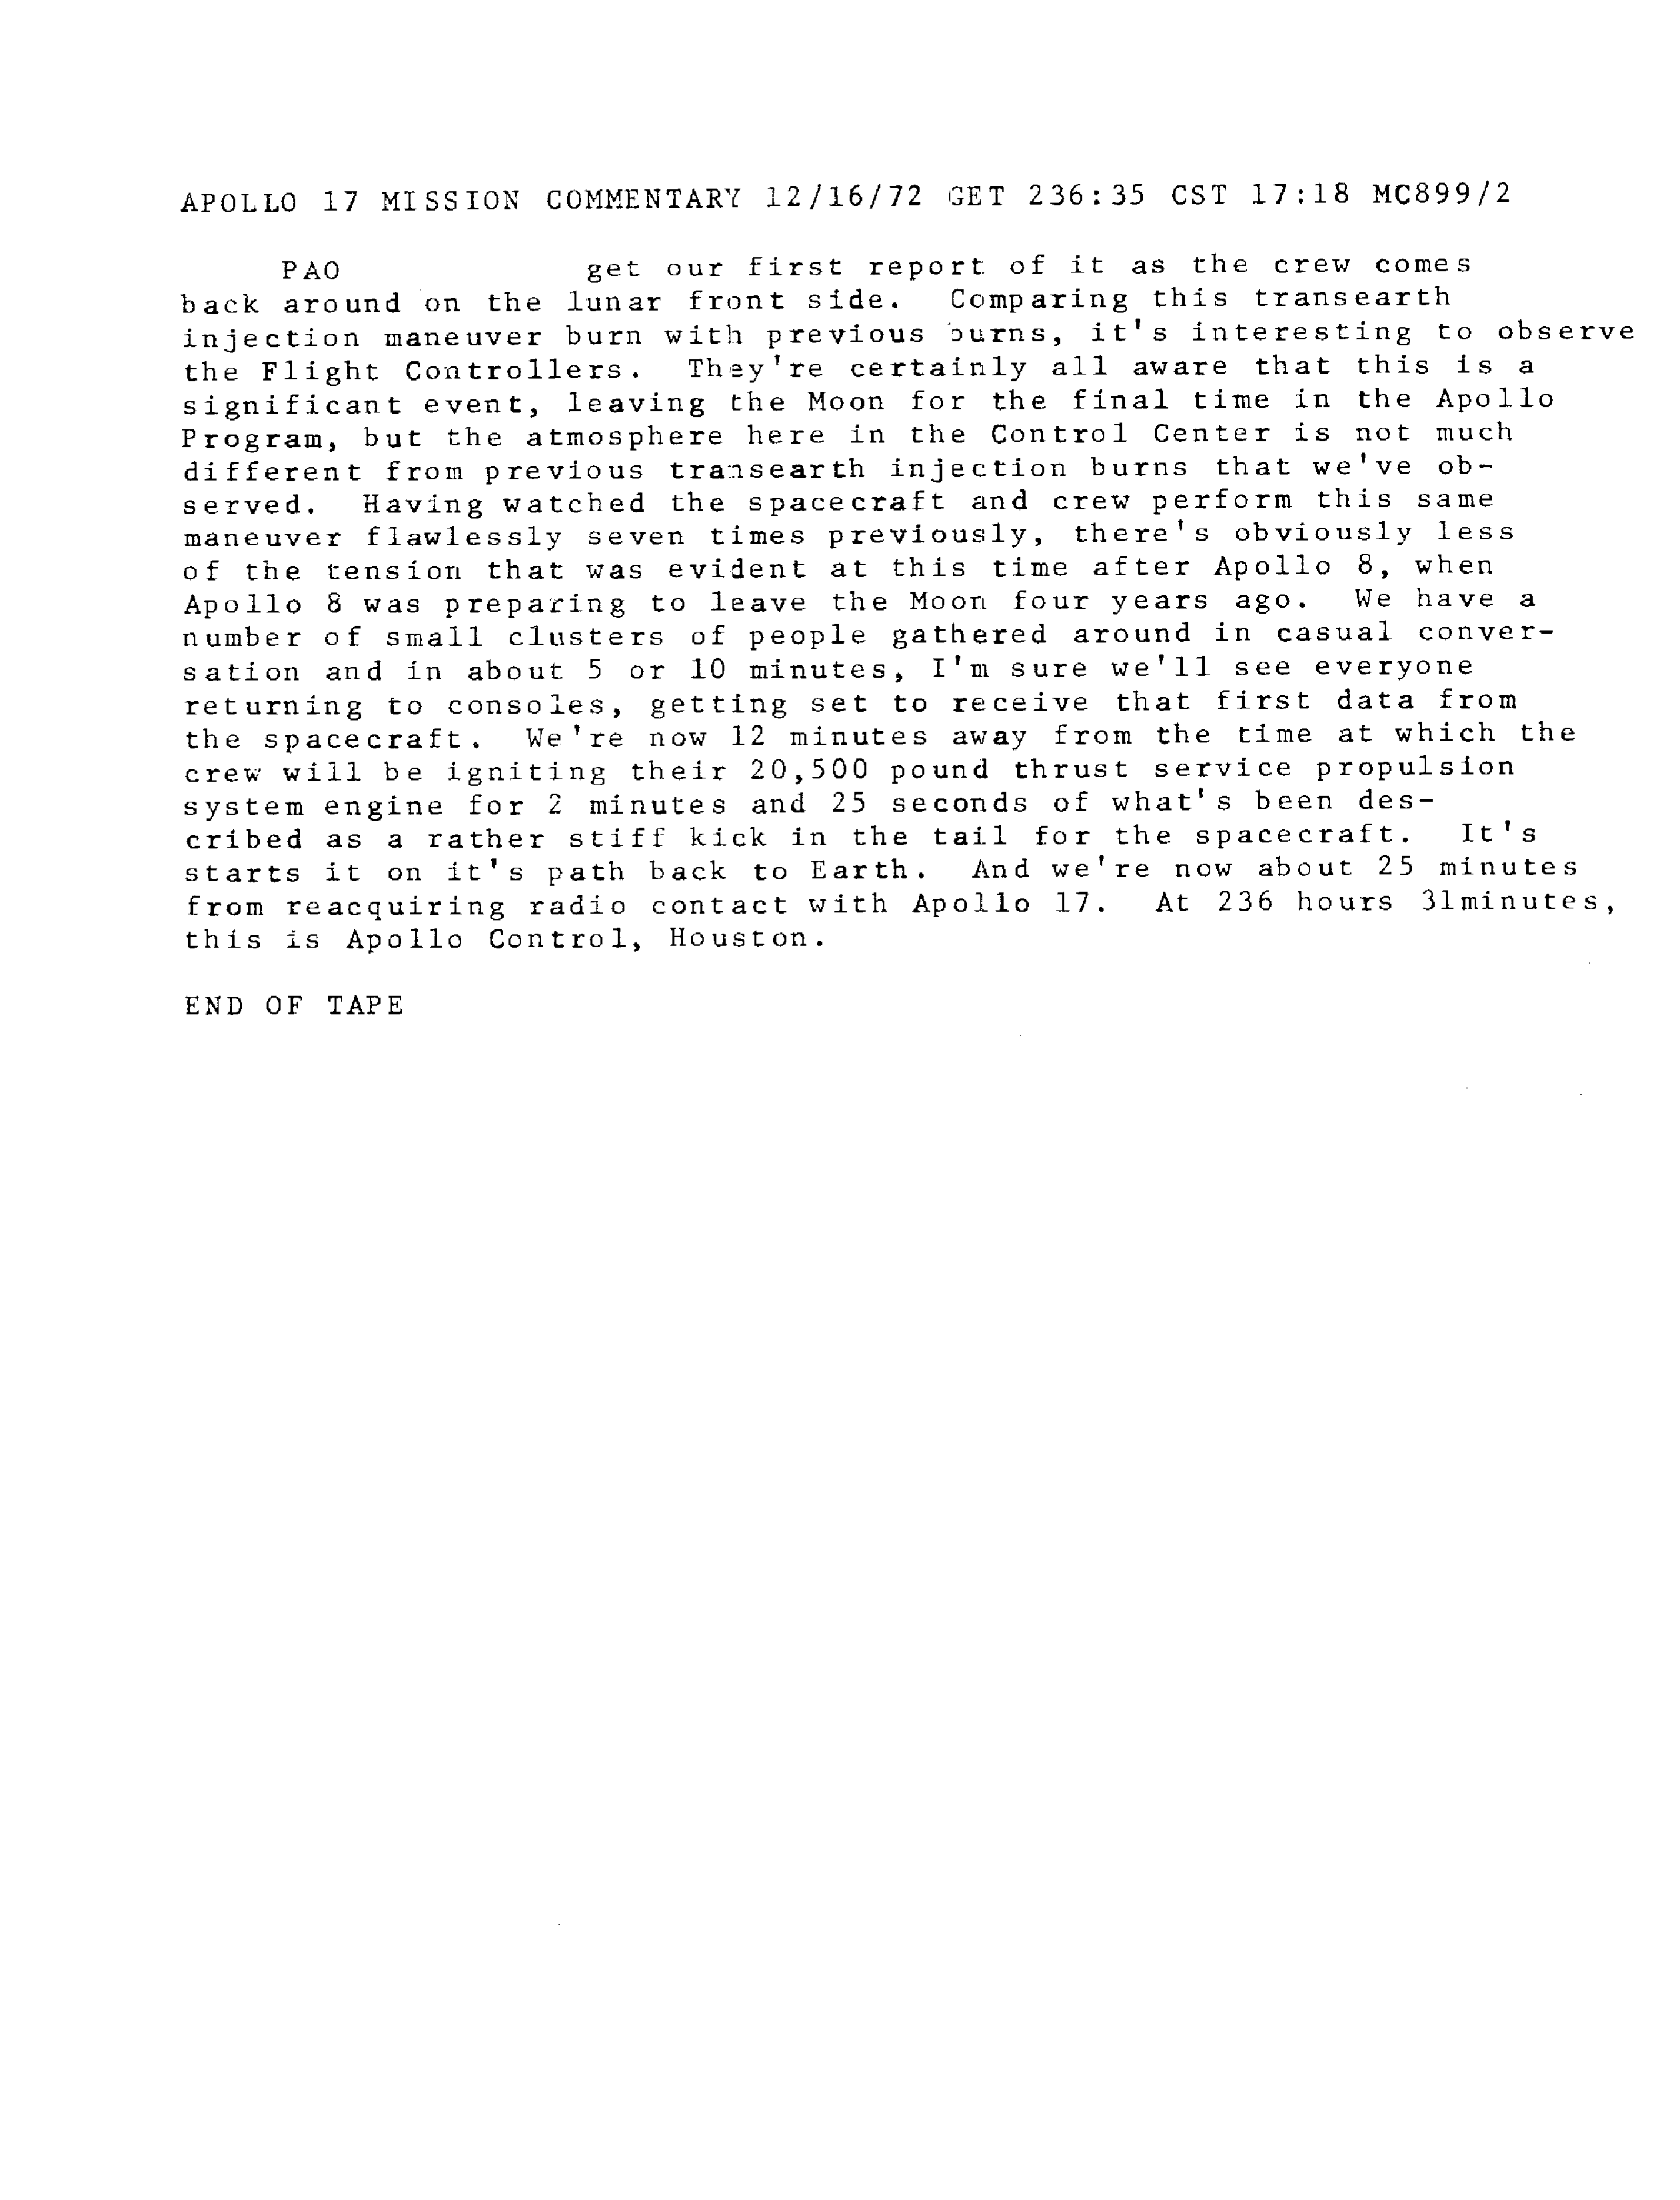 APOLLO 17 MISSION COMMENTARY 12/16/72 GET 236:35 CST 17:18 MC899/2
PAO get our first report of it as the crew comes
back around on the lunar front side. Comparing this transearth
injection maneuver burn with previous burns, it's interesting to observe
the Flight Controllers. They're certainly all aware that this is a
significant event, leaving the Moon for the final time in the Apollo
Program, but the atmosphere here in the Control Center is not much
different from previous transearth injection burns that we've ob-
served. Having watched the spacecraft and crew perform this same
maneuver flawlessly seven times previously, there's obviously less
of the tension that was evident at this time after Apollo 8, when
Apollo 8 was preparing to leave the Moon four years ago. We have a
number of small clusters of people gathered around in casual conver-
sation and in about 5 or 10 minutes, I'm sure we'll see everyone
returning to consoles, getting set to receive that first data from
the spacecraft. We're now 12 minutes away from the time at which the
crew will be igniting their 20,500 pound thrust service propulsion
system engine for 2 minutes and 25 seconds of what's been des-
cribed as a rather stiff kick in the tail for the spacecraft. It's
starts it on it's path back to Earth. And we're now about 25 minutes
from reacquiring radio contact with Apollo 17. At 236 hours 31minutes,
this is Apollo Control, Houston.
END OF TAPE